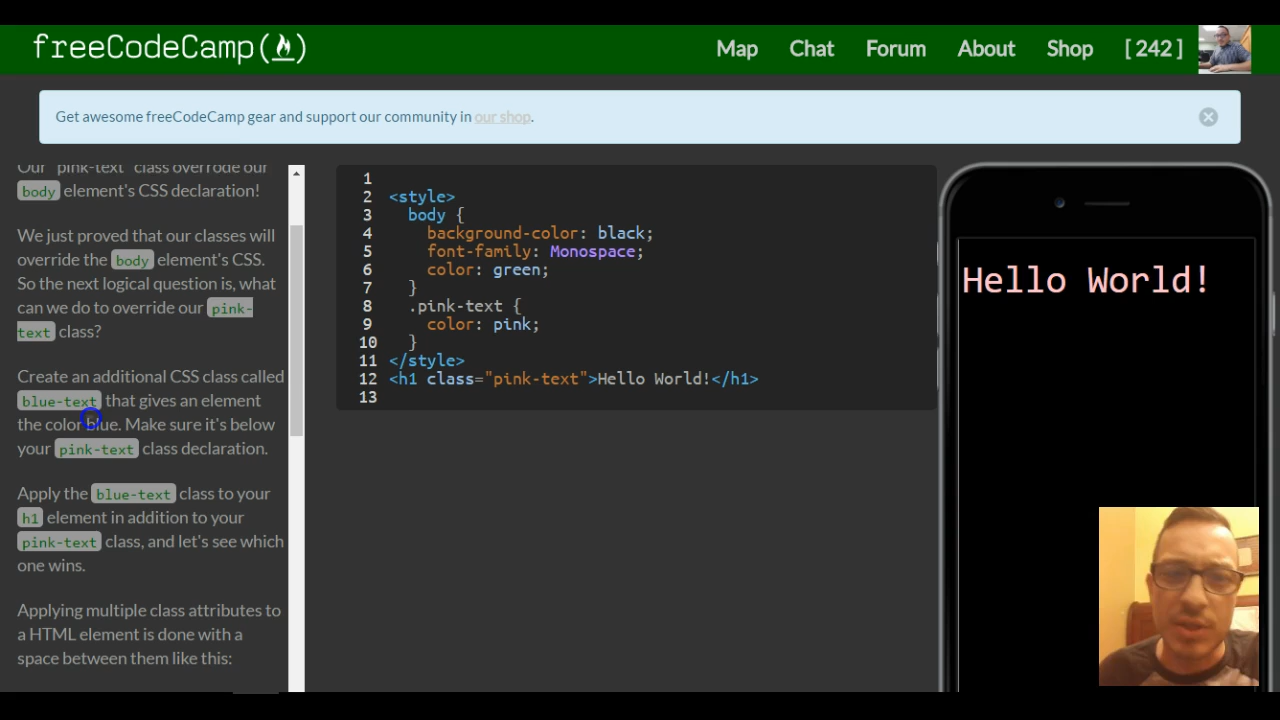 freeCodeCamp(
)
Map
Chat
Forum
About
Shop
[ 242 ]
Get awesome freeCodeCamp gear and support our community in our shop.
Our pink-text class overrode our
body element's CSS declaration!
We just proved that our classes will
override the body element's CSS.
So the next logical question is, what
can we do to override our pink-
text class?
Create an additional CSS class called
blue-text that gives an element
the color blue. Make sure it's below
your pink-text class declaration.
Apply the blue-text class to your
h1 element in addition to your
pink-text class, and let's see which
one wins.
Applying multiple class attributes to
a HTML element is done with a
space between them like this:
1
2 <style>
3 body {
4 background-color: black;
5 font-family: Monospace;
6 color: green;
7 }
8 .pink-text {
9 color: pink;
10 }
11 </style>
12 <h1 class="pink-text">Hello World!</h1>
13
Hello World!